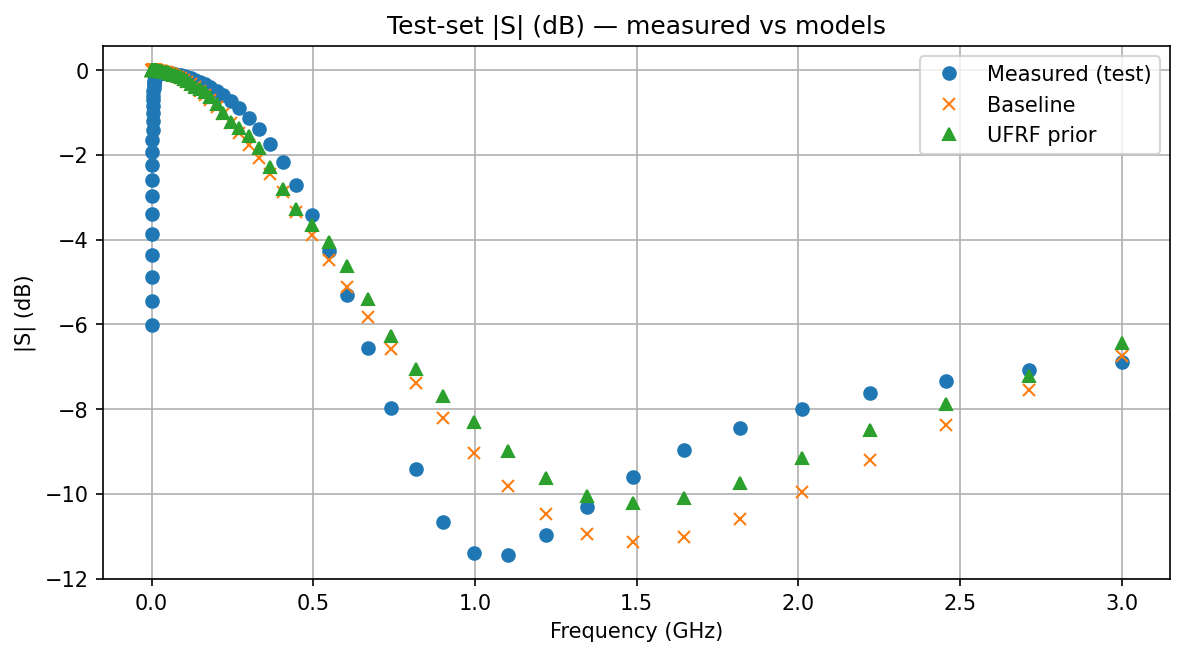 Test-set |S| (dB) — measured vs models
Measured (test)
Baseline
UFRF prior
|S| (dB)
0
−2
−4
−6
−8
−10
−12
0.0 0.5 1.0 1.5 2.0 2.5 3.0
Frequency (GHz)